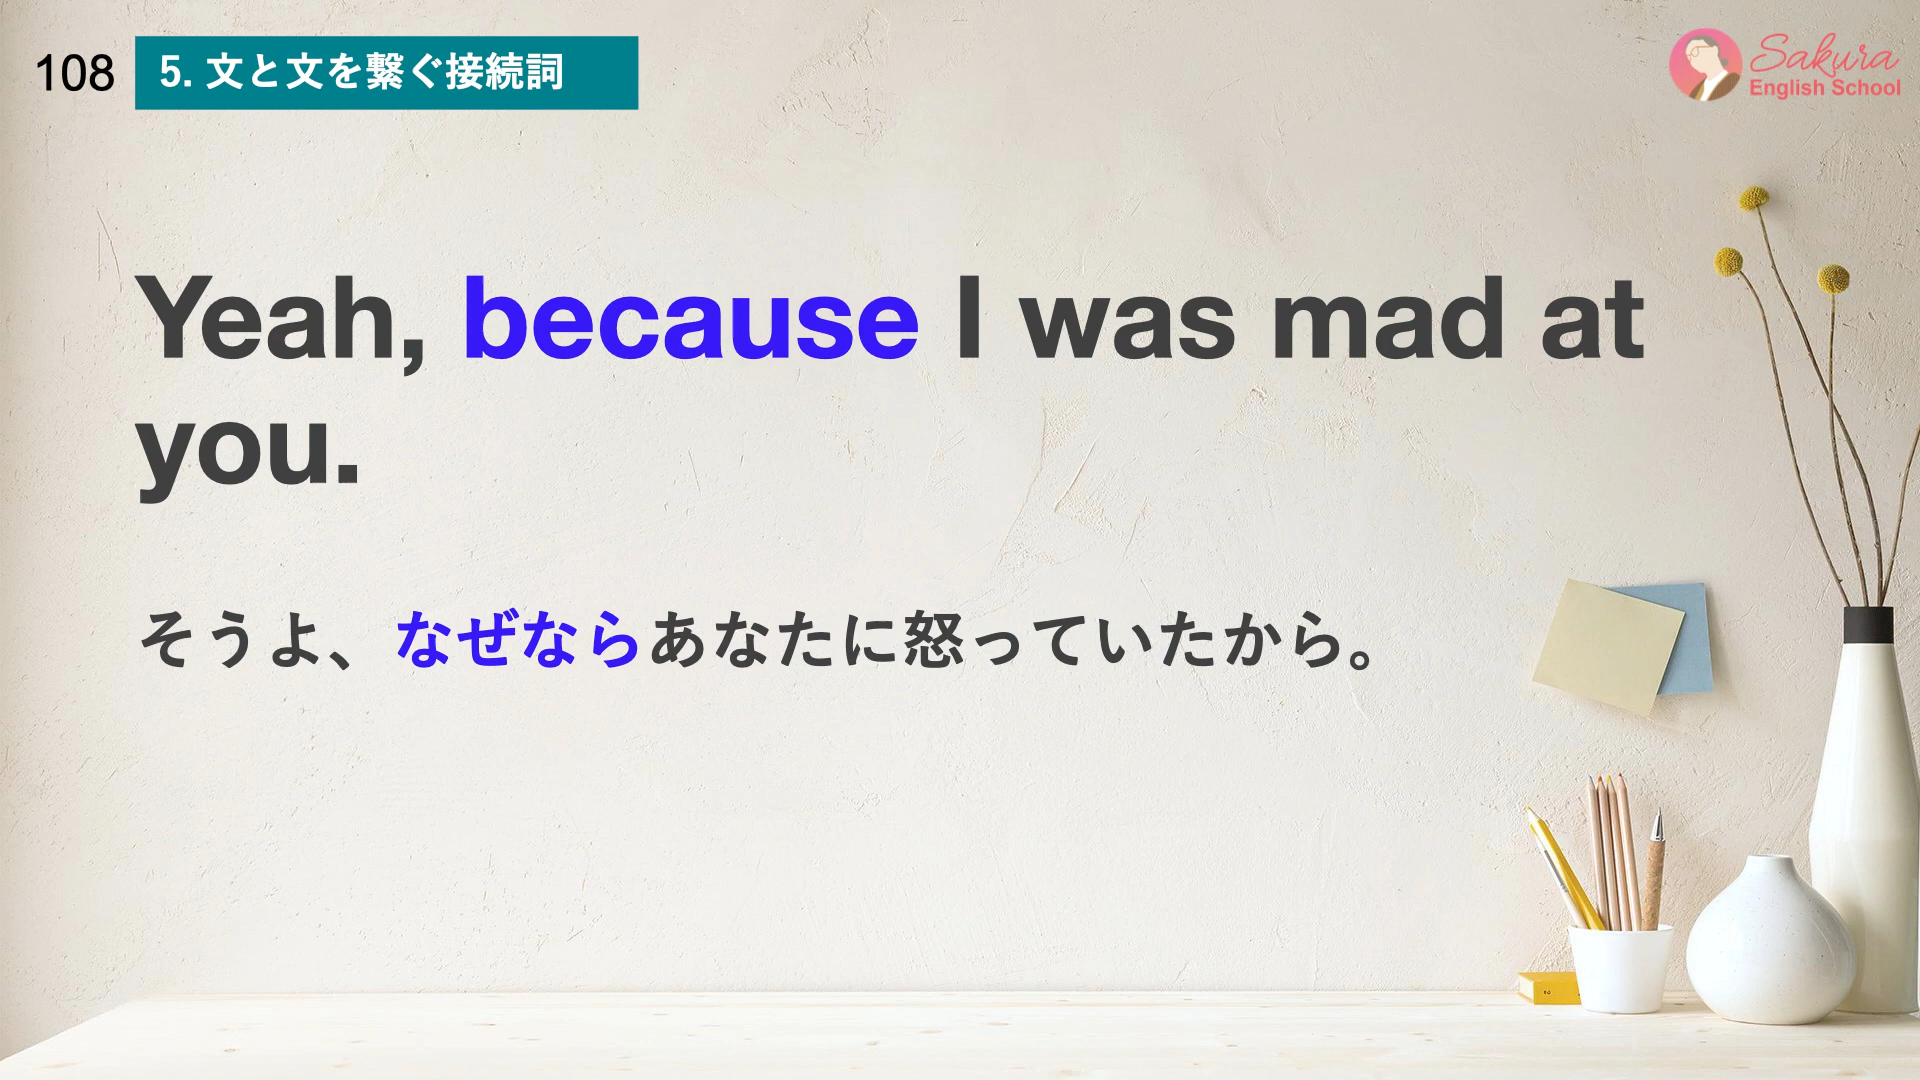 108
5. 文と文を繋ぐ接続詞
Sakura
English School
Yeah, because I was mad at
you.
そうよ、なぜならあなたに怒っていたから。